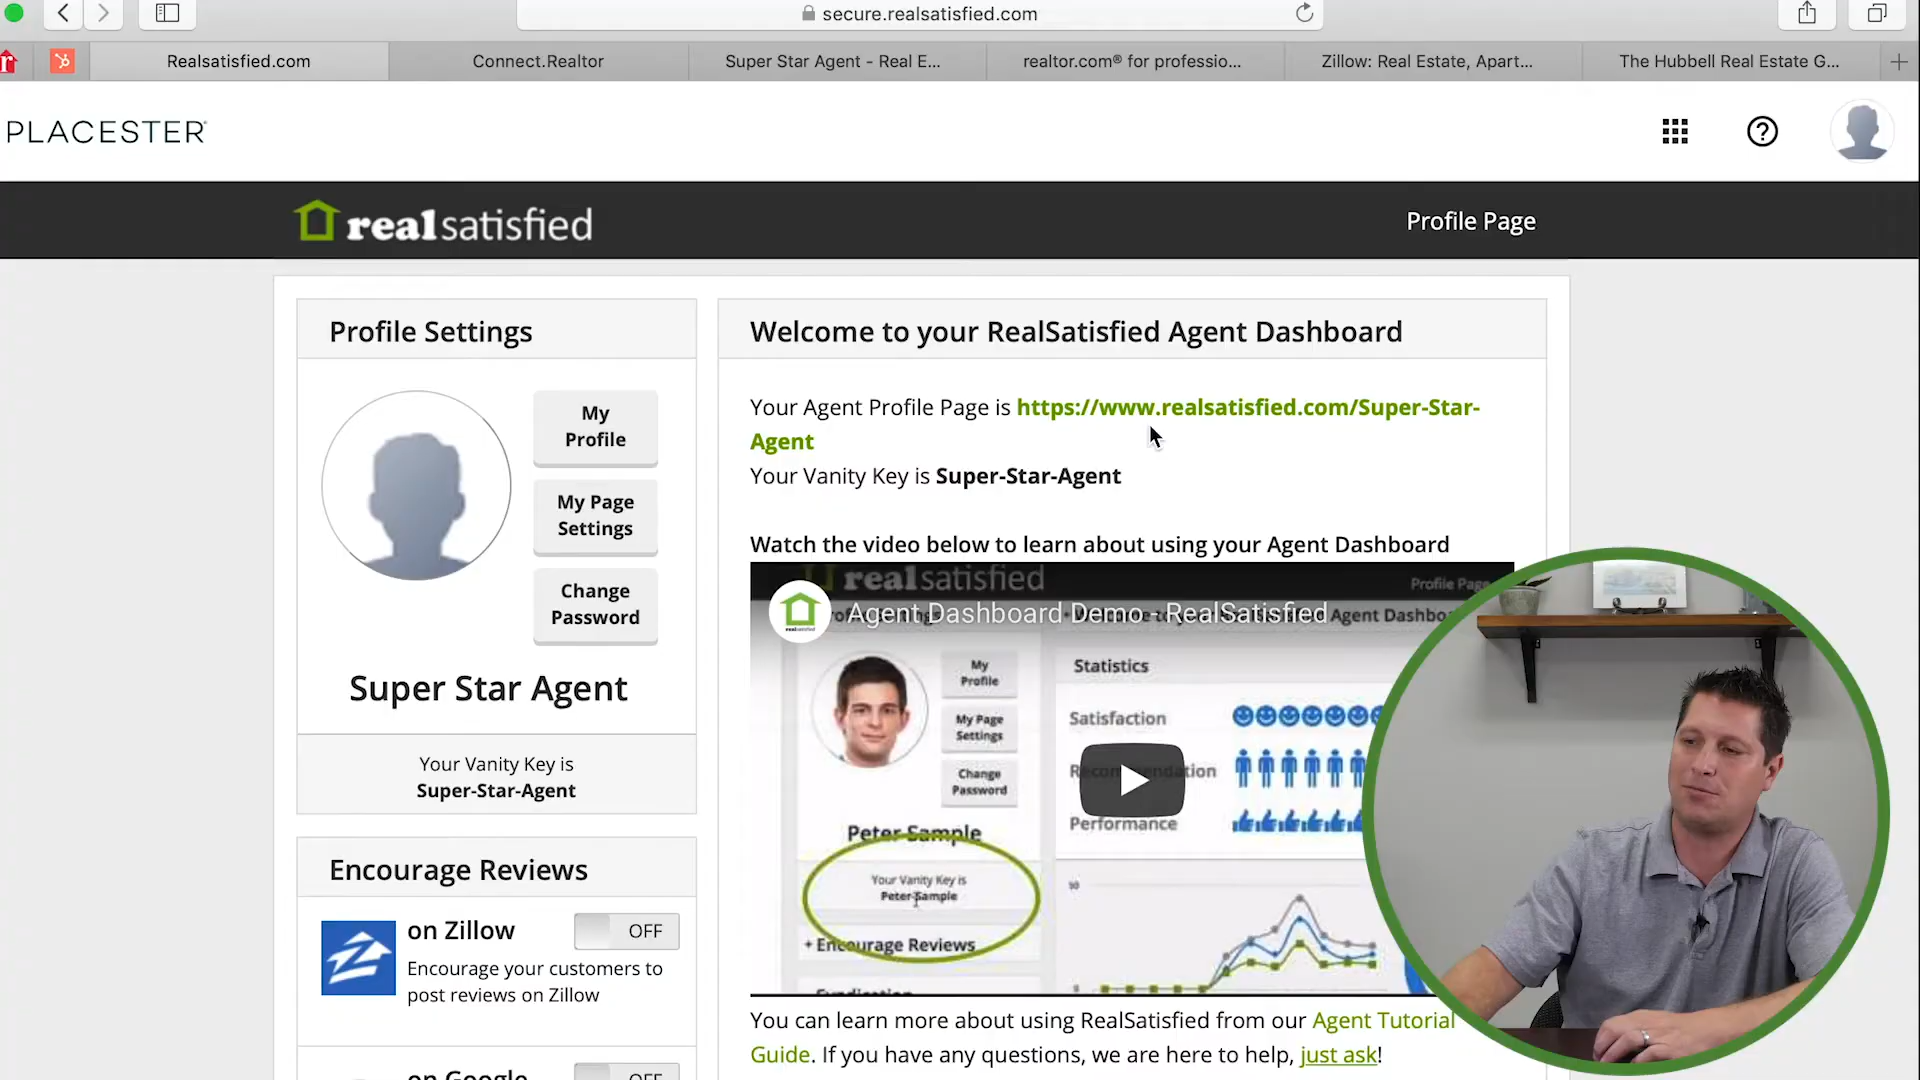 secure.realsatisfied.com
Realsatisfied.com
Connect.Realtor
Super Star Agent - Real E...
realtor.com® for professio...
Zillow: Real Estate, Apart...
The Hubbell Real Estate G...
PLACESTER
realsatisfied
Profile Page
Profile Settings
My
Profile
My Page
Settings
Change
Password
Super Star Agent
Your Vanity Key is
Super-Star-Agent
Encourage Reviews
on Zillow
OFF
Encourage your customers to
post reviews on Zillow
on Google
OFF
Welcome to your RealSatisfied Agent Dashboard
Your Agent Profile Page is https://www.realsatisfied.com/Super-Star-
Agent
Your Vanity Key is Super-Star-Agent
Watch the video below to learn about using your Agent Dashboard
realsatisfied
Profile Page
Agent Dashboard Demo - RealSatisfied
My
Profile
My Page
Settings
Change
Password
Peter Sample
Your Vanity Key is
Peter-Sample
+ Encourage Reviews
Statistics
Satisfaction
Recommendation
Performance
You can learn more about using RealSatisfied from our Agent Tutorial
Guide. If you have any questions, we are here to help, just ask!